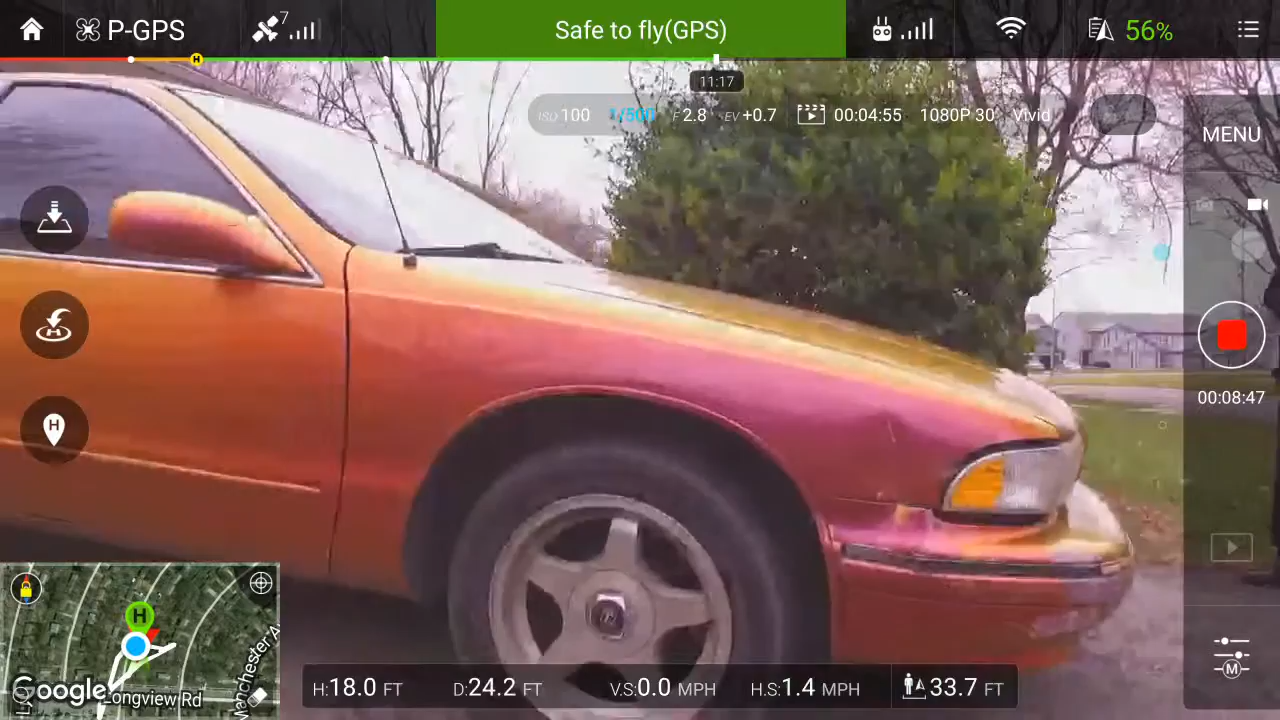 P-GPS
7
Safe to fly(GPS)
56%
H
11:17
ISO 100 1/500 F 2.8 EV +0.7 00:04:55 1080P 30 Vivid
MENU
H
H
00:08:47
H
Google
Longview Rd
Manchester A
H:18.0 FT D:24.2 FT V.S:0.0 MPH H.S:1.4 MPH 33.7 FT
M